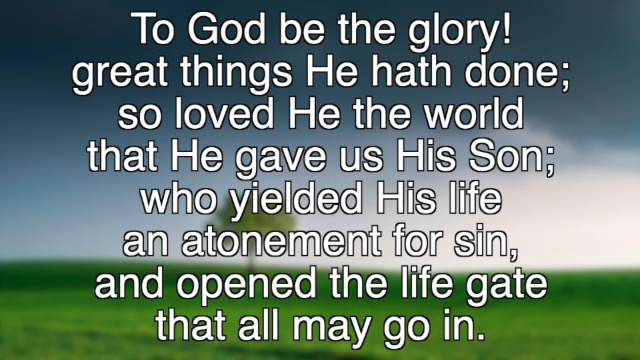 To God be the glory!
great things He hath done;
so loved He the world
that He gave us His Son;
who yielded His life
an atonement for sin,
and opened the life gate
that all may go in.